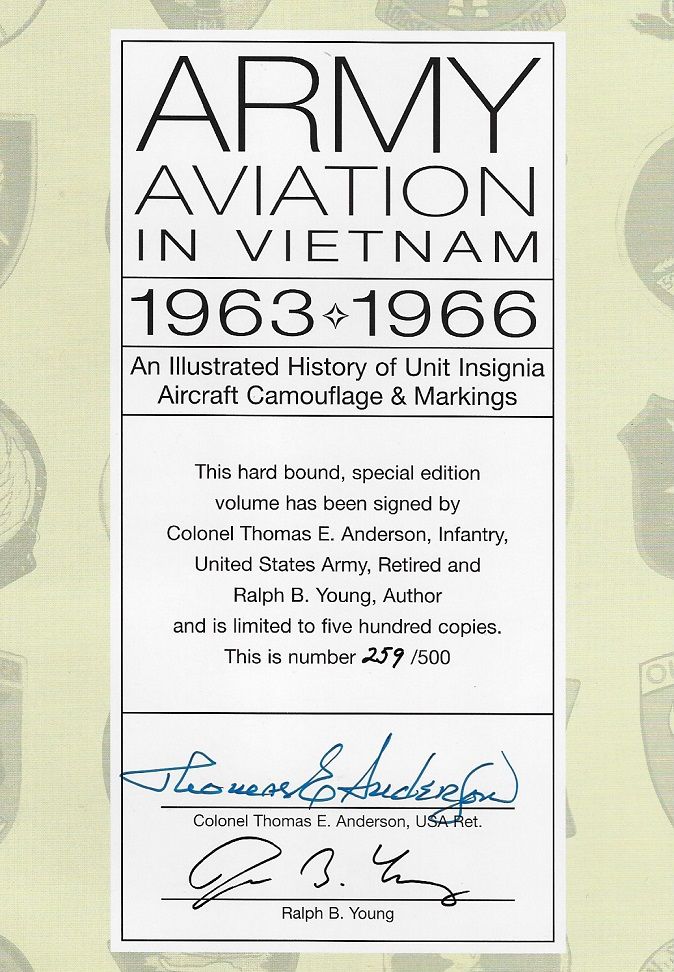 ARMY
AVIATION
IN VIETNAM
1963✧1966
An Illustrated History of Unit Insignia
Aircraft Camouflage & Markings
This hard bound, special edition
volume has been signed by
Colonel Thomas E. Anderson, Infantry,
United States Army, Retired and
Ralph B. Young, Author
and is limited to five hundred copies.
This is number 259 /500
Thomas E Anderson
Colonel Thomas E. Anderson, USA Ret.
R B. Young
Ralph B. Young